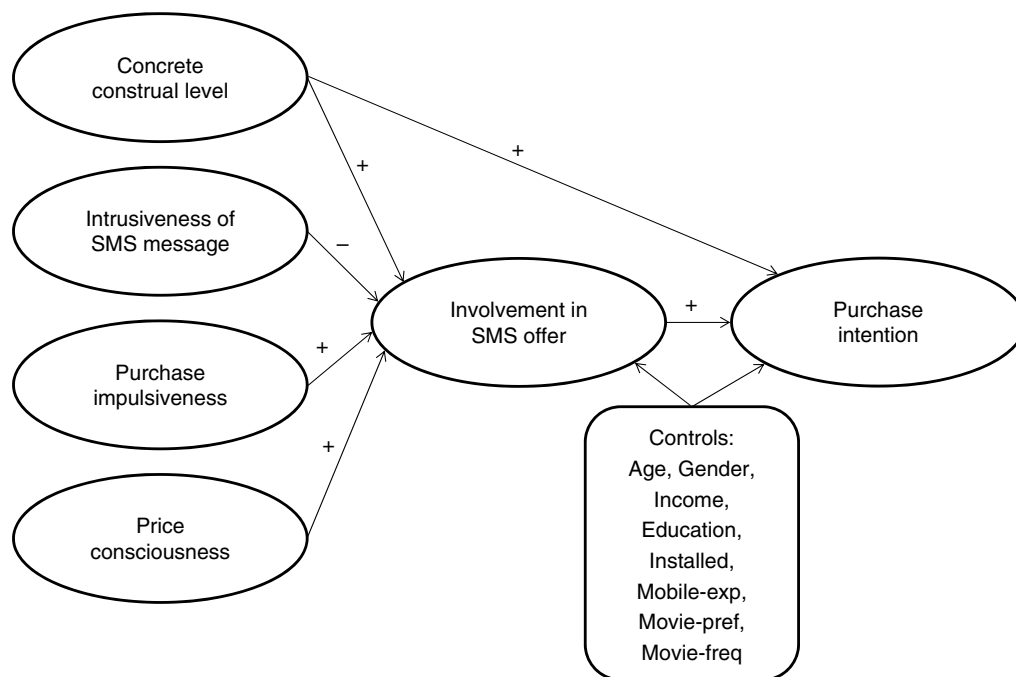 Concrete
construal level
+
+
Intrusiveness of
SMS message
–
Involvement in
SMS offer
+
Purchase
intention
Purchase
impulsiveness
+
+
Price
consciousness
Controls:
Age, Gender,
Income,
Education,
Installed,
Mobile-exp,
Movie-pref,
Movie-freq